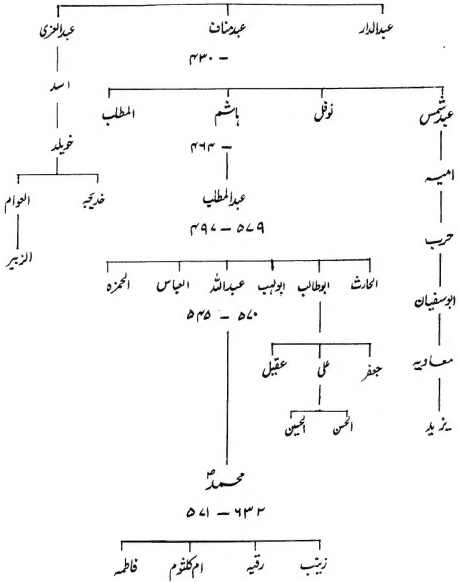 عبدالدار عبدمناف عبدالعزی
۴۳۰ –
اسد
عبدشمس نوفل ہاشم المطلب
۴۶۴ –
خویلد
امیہ
عبدالمطلب
خدیجہ العوام
۴۹۷ – ۵۷۹
حرب
الزبیر
الحارث ابوطالب ابولہب عبداللہ العباس الحمزہ
ابوسفیان
۵۴۵ – ۵۷۰
معاویہ
جعفر علی عقیل
یزید
الحسن الحسین
محمدؐ
۵۷۱ – ۶۳۲
زینب رقیہ ام کلثوم فاطمہ